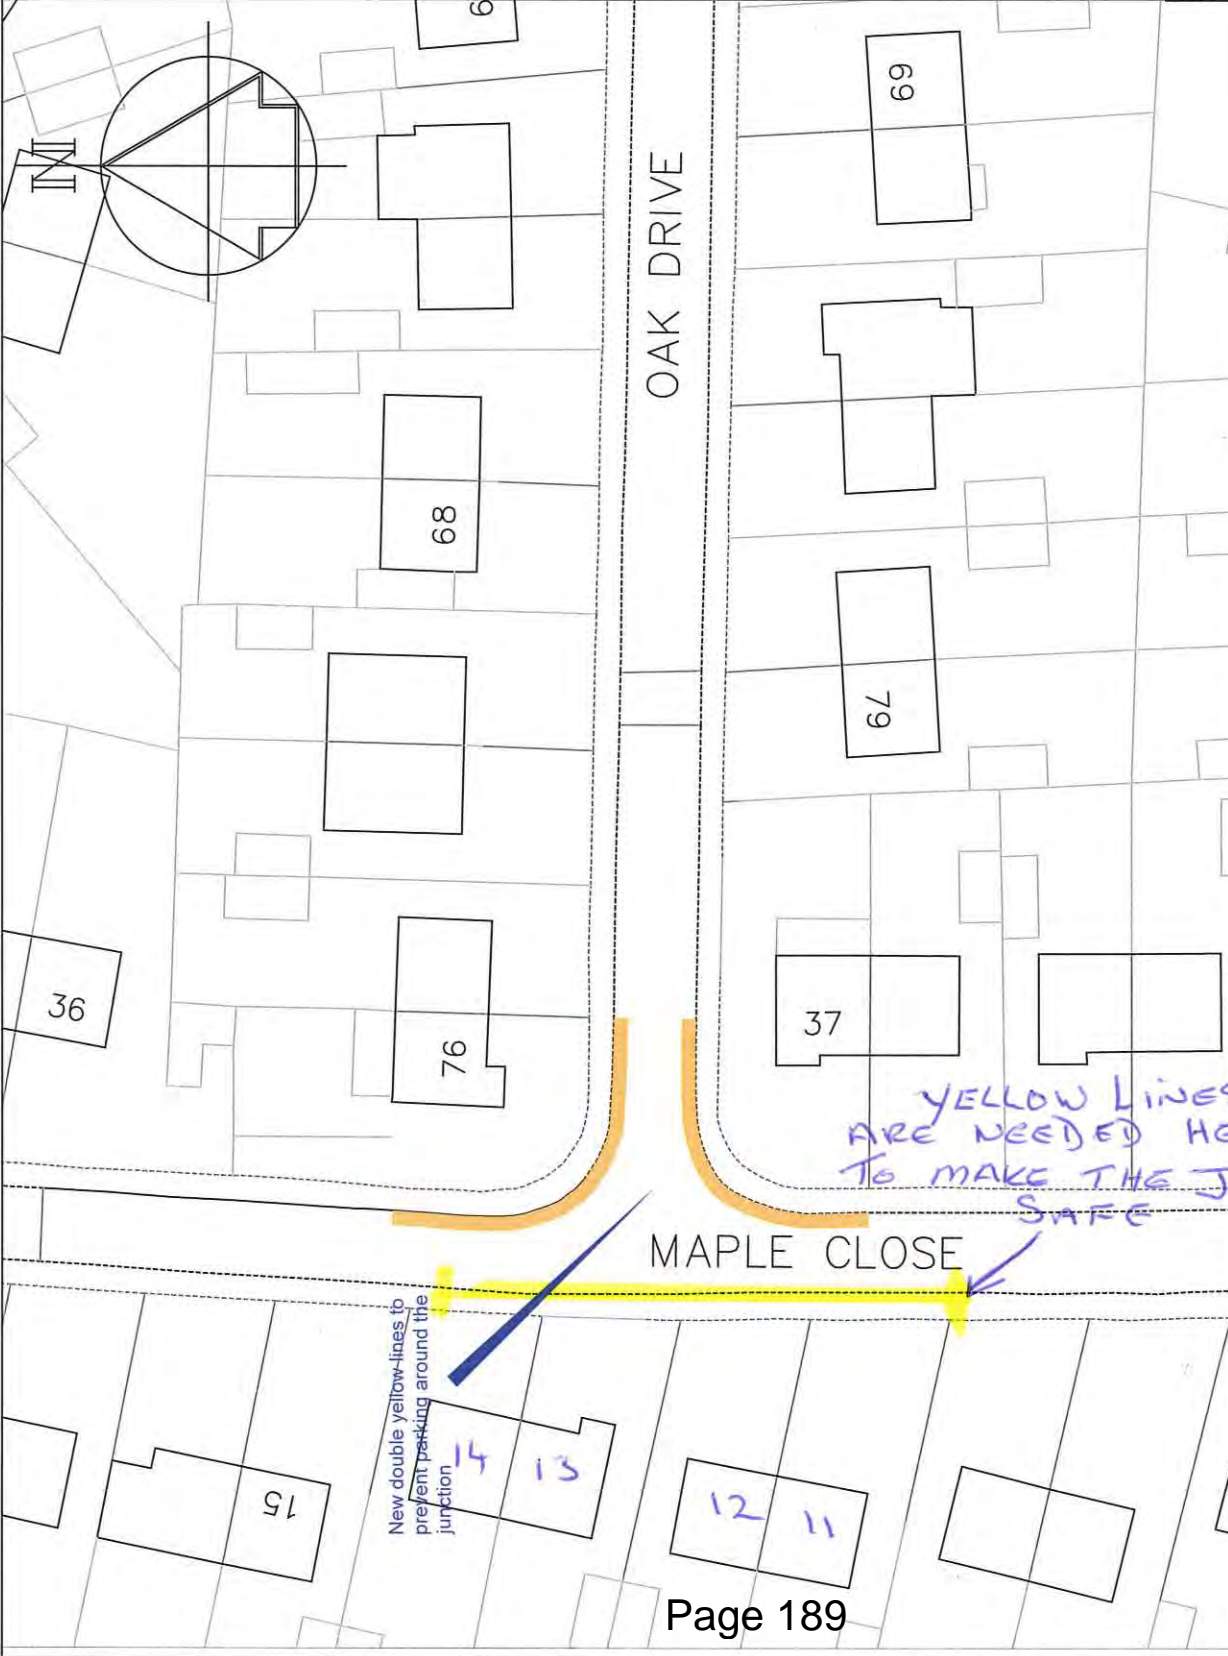 6
69
N
OAK DRIVE
68
79
36
37
76
YELLOW LINES
ARE NEEDED
TO MAKE THE
SAFE
MAPLE CLOSE
New double yellow lines to
prevent parking around the
junction
14 13
15
12 11
Page 189